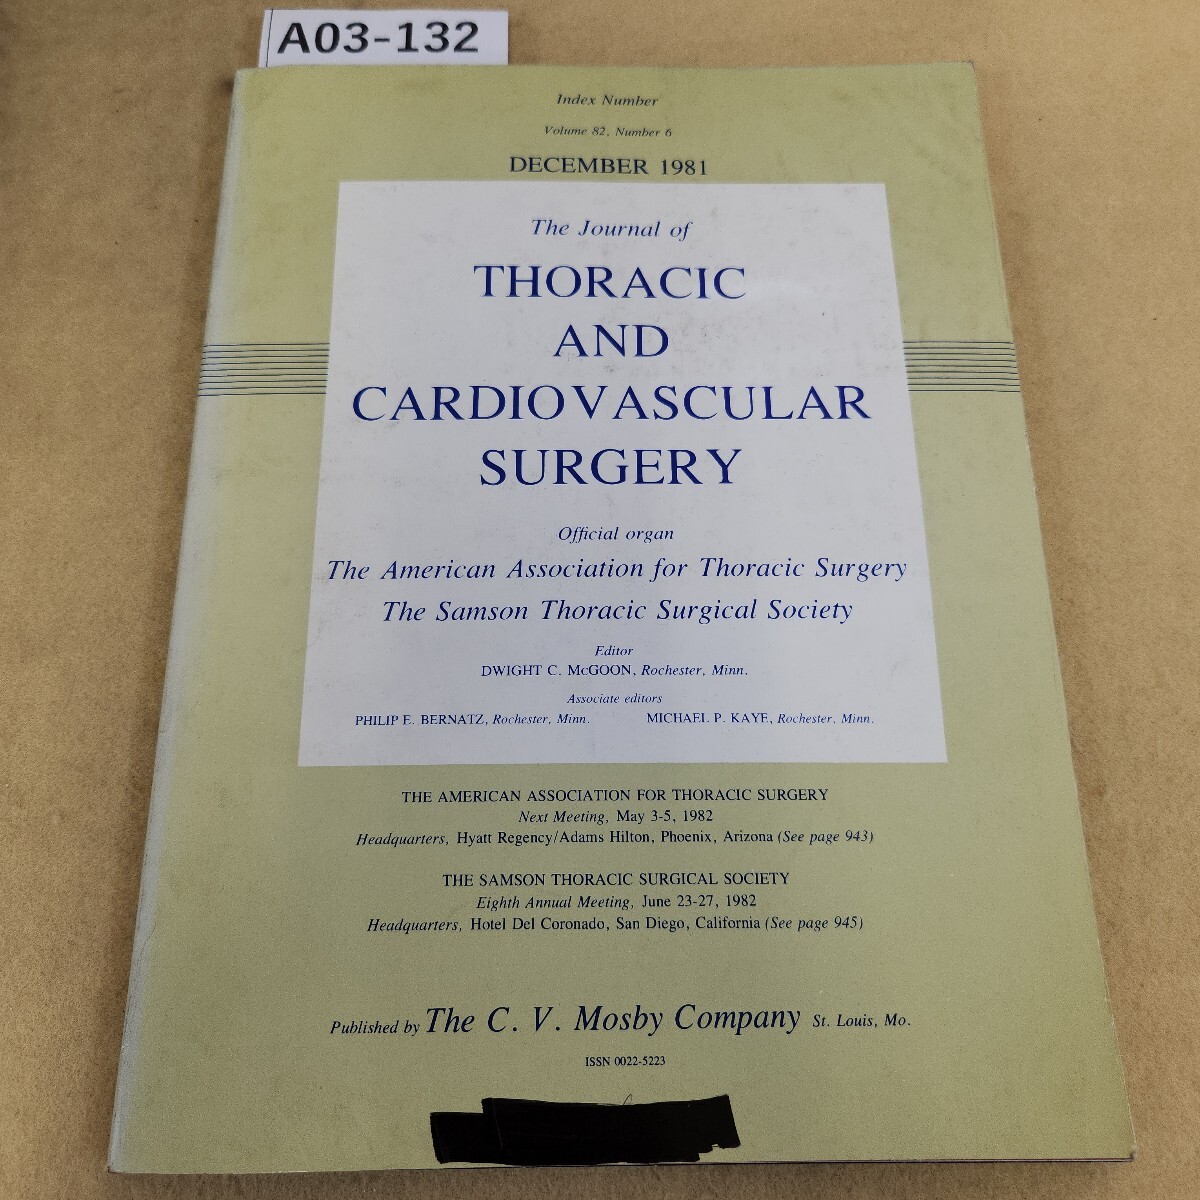 A03-132
Index Number
Volume 82, Number 6
DECEMBER 1981
The Journal of
THORACIC
AND
CARDIOVASCULAR
SURGERY
Official organ
The American Association for Thoracic Surgery
The Samson Thoracic Surgical Society
Editor
DWIGHT C. McGOON, Rochester, Minn.
Associate editors
PHILIP E. BERNATZ, Rochester, Minn. MICHAEL P. KAYE, Rochester, Minn.
THE AMERICAN ASSOCIATION FOR THORACIC SURGERY
Next Meeting, May 3-5, 1982
Headquarters, Hyatt Regency/Adams Hilton, Phoenix, Arizona (See page 943)
THE SAMSON THORACIC SURGICAL SOCIETY
Eighth Annual Meeting, June 23-27, 1982
Headquarters, Hotel Del Coronado, San Diego, California (See page 945)
Published by The C. V. Mosby Company St. Louis, Mo.
ISSN 0022-5223